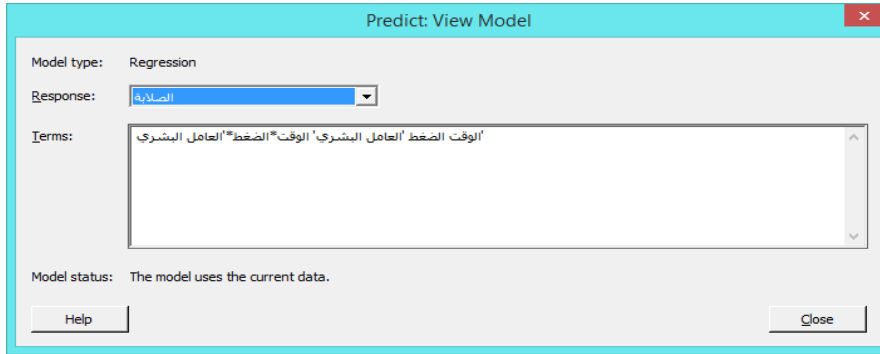 Predict: View Model
Model type: Regression
Response: الصلابة
Terms: 'الوقت الضغط 'العامل البشري' الوقت*الضغط*'العامل البشري
Model status: The model uses the current data.
Help Close